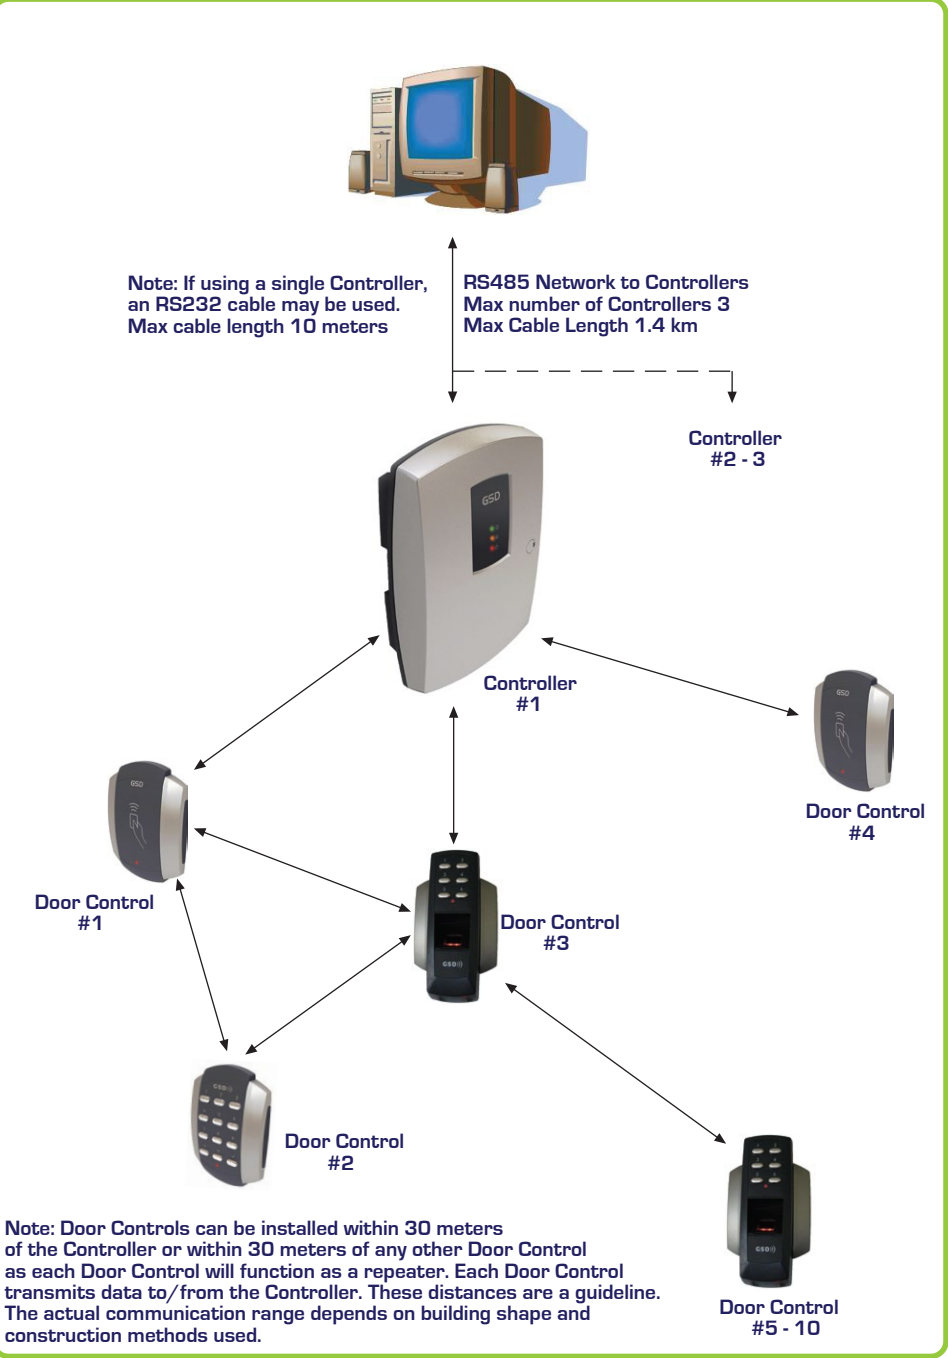 Note: If using a single Controller,
an RS232 cable may be used.
Max cable length 10 meters
RS485 Network to Controllers
Max number of Controllers 3
Max Cable Length 1.4 km
Controller
#2 - 3
GSD
Controller
#1
GSD
Door Control
#4
GSD
Door Control
#1
GSD
Door Control
#3
GSD
Door Control
#2
GSD
Door Control
#5 - 10
Note: Door Controls can be installed within 30 meters
of the Controller or within 30 meters of any other Door Control
as each Door Control will function as a repeater. Each Door Control
transmits data to/from the Controller. These distances are a guideline.
The actual communication range depends on building shape and
construction methods used.